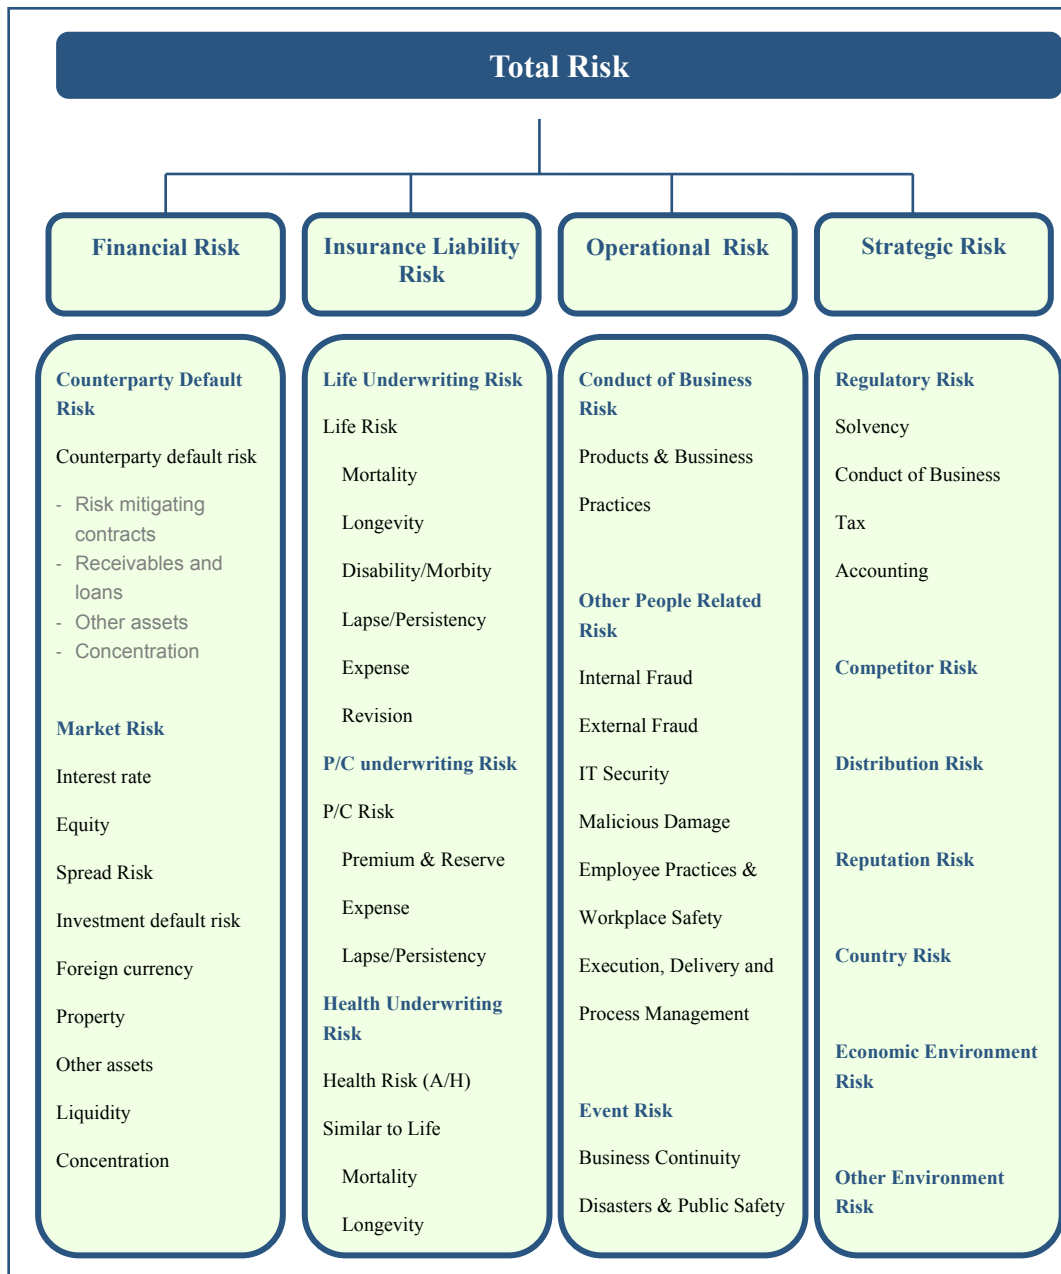 Total Risk
Financial Risk
Insurance Liability
Risk
Operational Risk
Strategic Risk
Counterparty Default
Risk
Counterparty default risk
- Risk mitigating
contracts
- Receivables and
loans
- Other assets
- Concentration
Market Risk
Interest rate
Equity
Spread Risk
Investment default risk
Foreign currency
Property
Other assets
Liquidity
Concentration
Life Underwriting Risk
Life Risk
Mortality
Longevity
Disability/Morbity
Lapse/Persistency
Expense
Revision
P/C underwriting Risk
P/C Risk
Premium & Reserve
Expense
Lapse/Persistency
Health Underwriting
Risk
Health Risk (A/H)
Similar to Life
Mortality
Longevity
Conduct of Business
Risk
Products & Bussiness
Practices
Other People Related
Risk
Internal Fraud
External Fraud
IT Security
Malicious Damage
Employee Practices &
Workplace Safety
Execution, Delivery and
Process Management
Event Risk
Business Continuity
Disasters & Public Safety
Regulatory Risk
Solvency
Conduct of Business
Tax
Accounting
Competitor Risk
Distribution Risk
Reputation Risk
Country Risk
Economic Environment
Risk
Other Environment
Risk